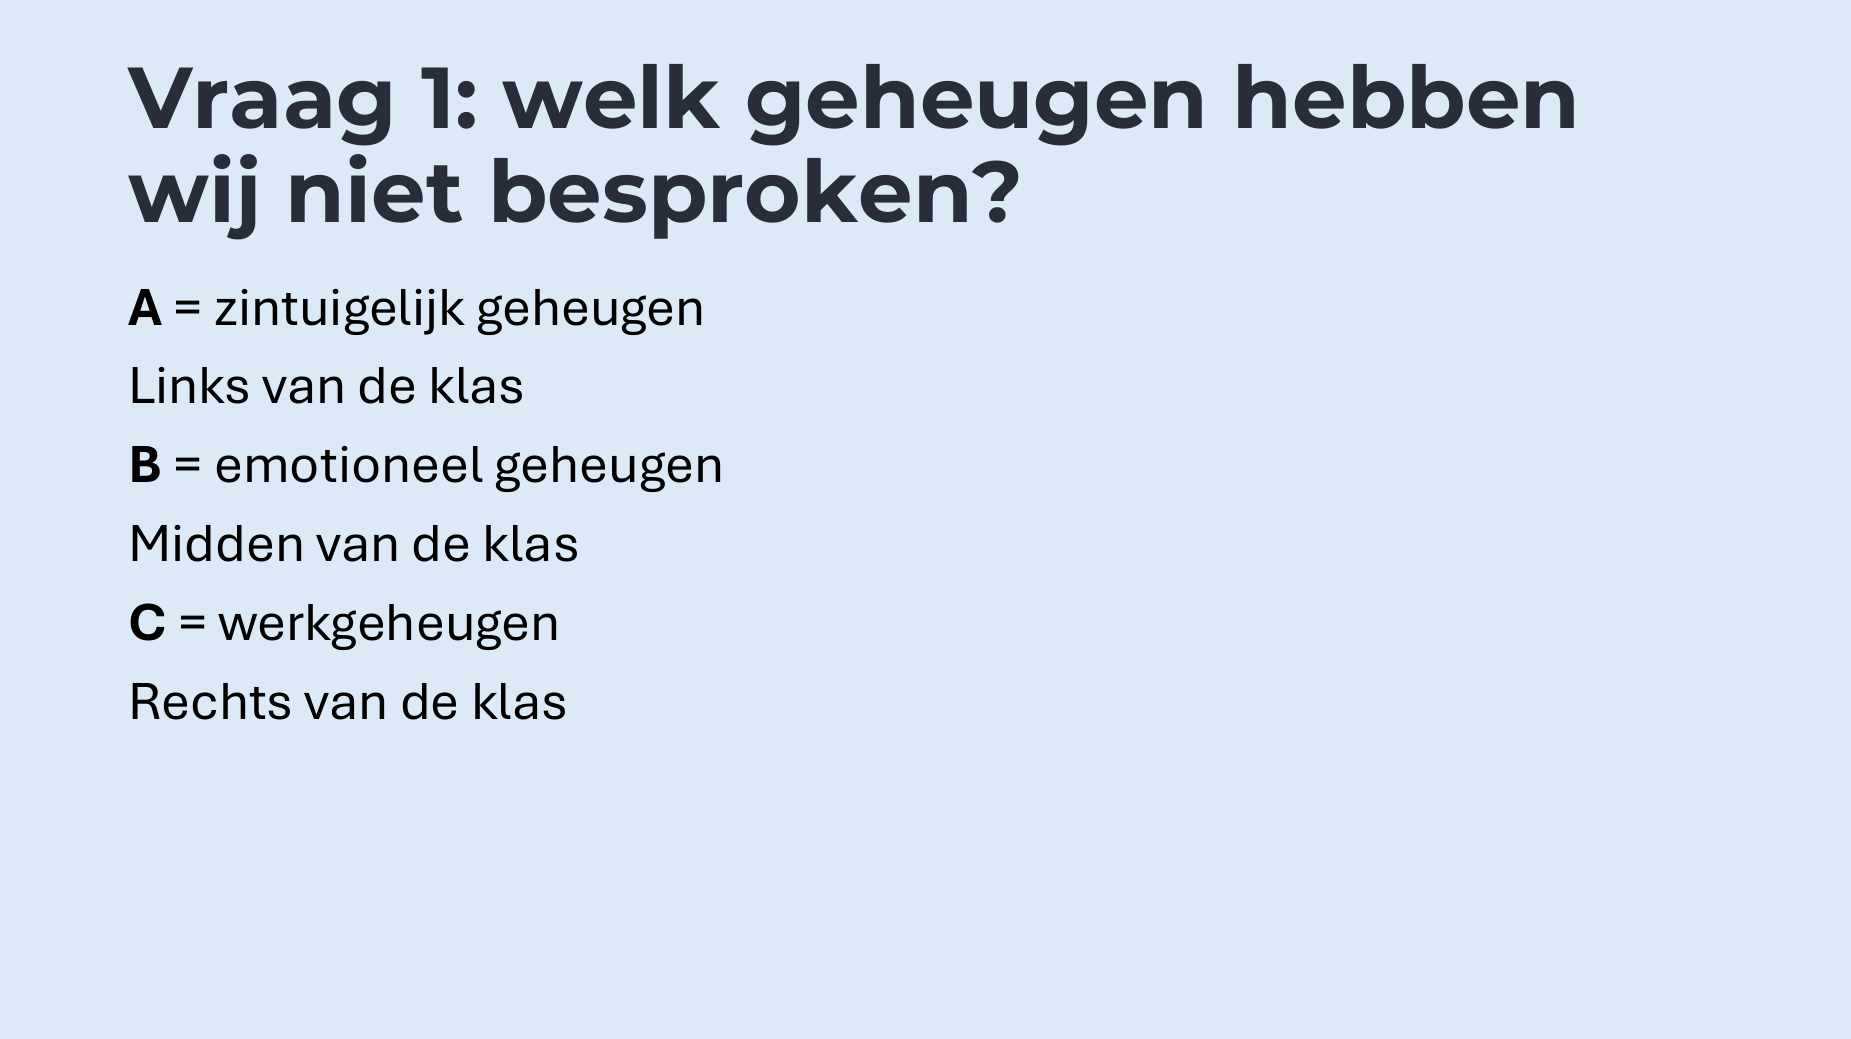 Vraag 1: welk geheugen hebben
wij niet besproken?
A = zintuigelijk geheugen
Links van de klas
B = emotioneel geheugen
Midden van de klas
C = werkgeheugen
Rechts van de klas